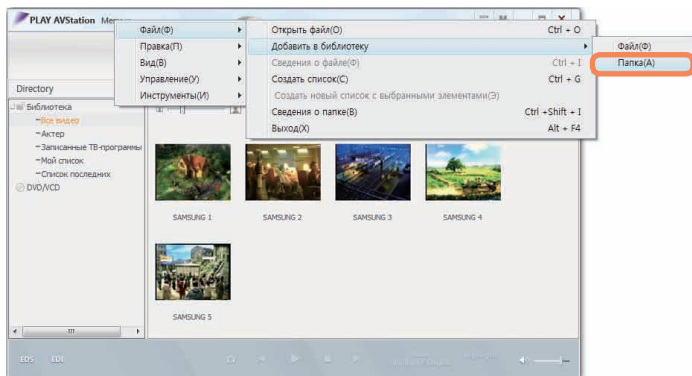 PLAY AVStation
Файл(Ф)
Правка(П)
Вид(В)
Управление(У)
Инструменты(И)
Открыть файл(О) Ctrl + O
Добавить в библиотеку
Сведения о файле(Ф) Ctrl + I
Создать список(С) Ctrl + G
Создать новый список с выбранными элементами(Э)
Сведения о папке(В) Ctrl +Shift + I
Выход(Х) Alt + F4
Файл(Ф)
Папка(А)
Directory
Библиотека
Все видео
Актер
Записанные ТВ-программы
Мой список
Список последних
DVD/VCD
SAMSUNG 1
SAMSUNG 2
SAMSUNG 3
SAMSUNG 4
SAMSUNG 5
EDS EDI